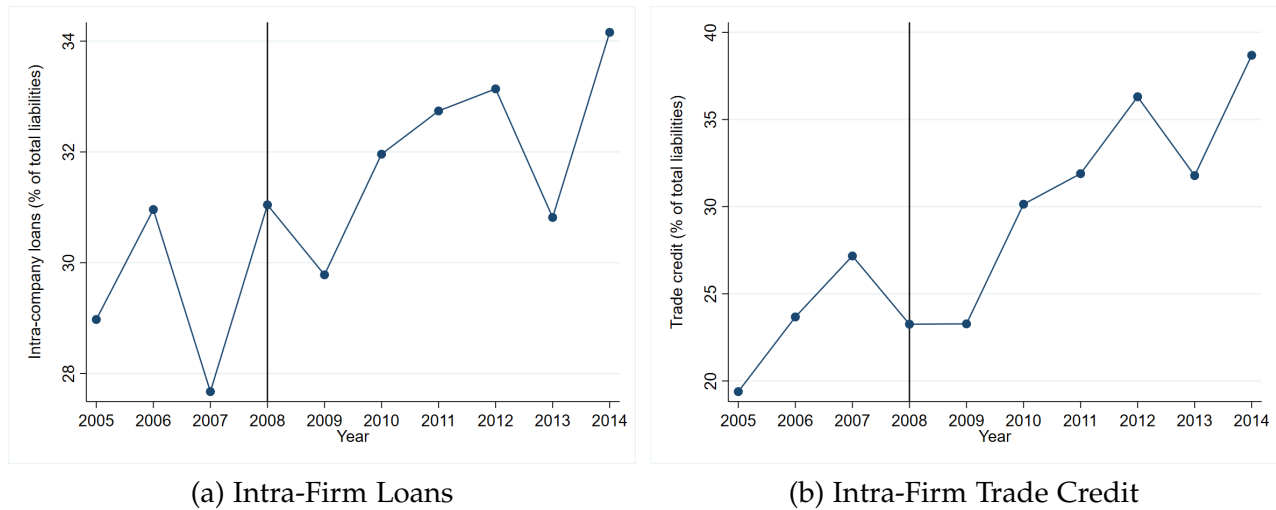 Intra-company loans (% of total liabilities)
34
32
30
28
2005 2006 2007 2008 2009 2010 2011 2012 2013 2014
Year
(a) Intra-Firm Loans
Trade credit (% of total liabilities)
40
35
30
25
20
2005 2006 2007 2008 2009 2010 2011 2012 2013 2014
Year
(b) Intra-Firm Trade Credit